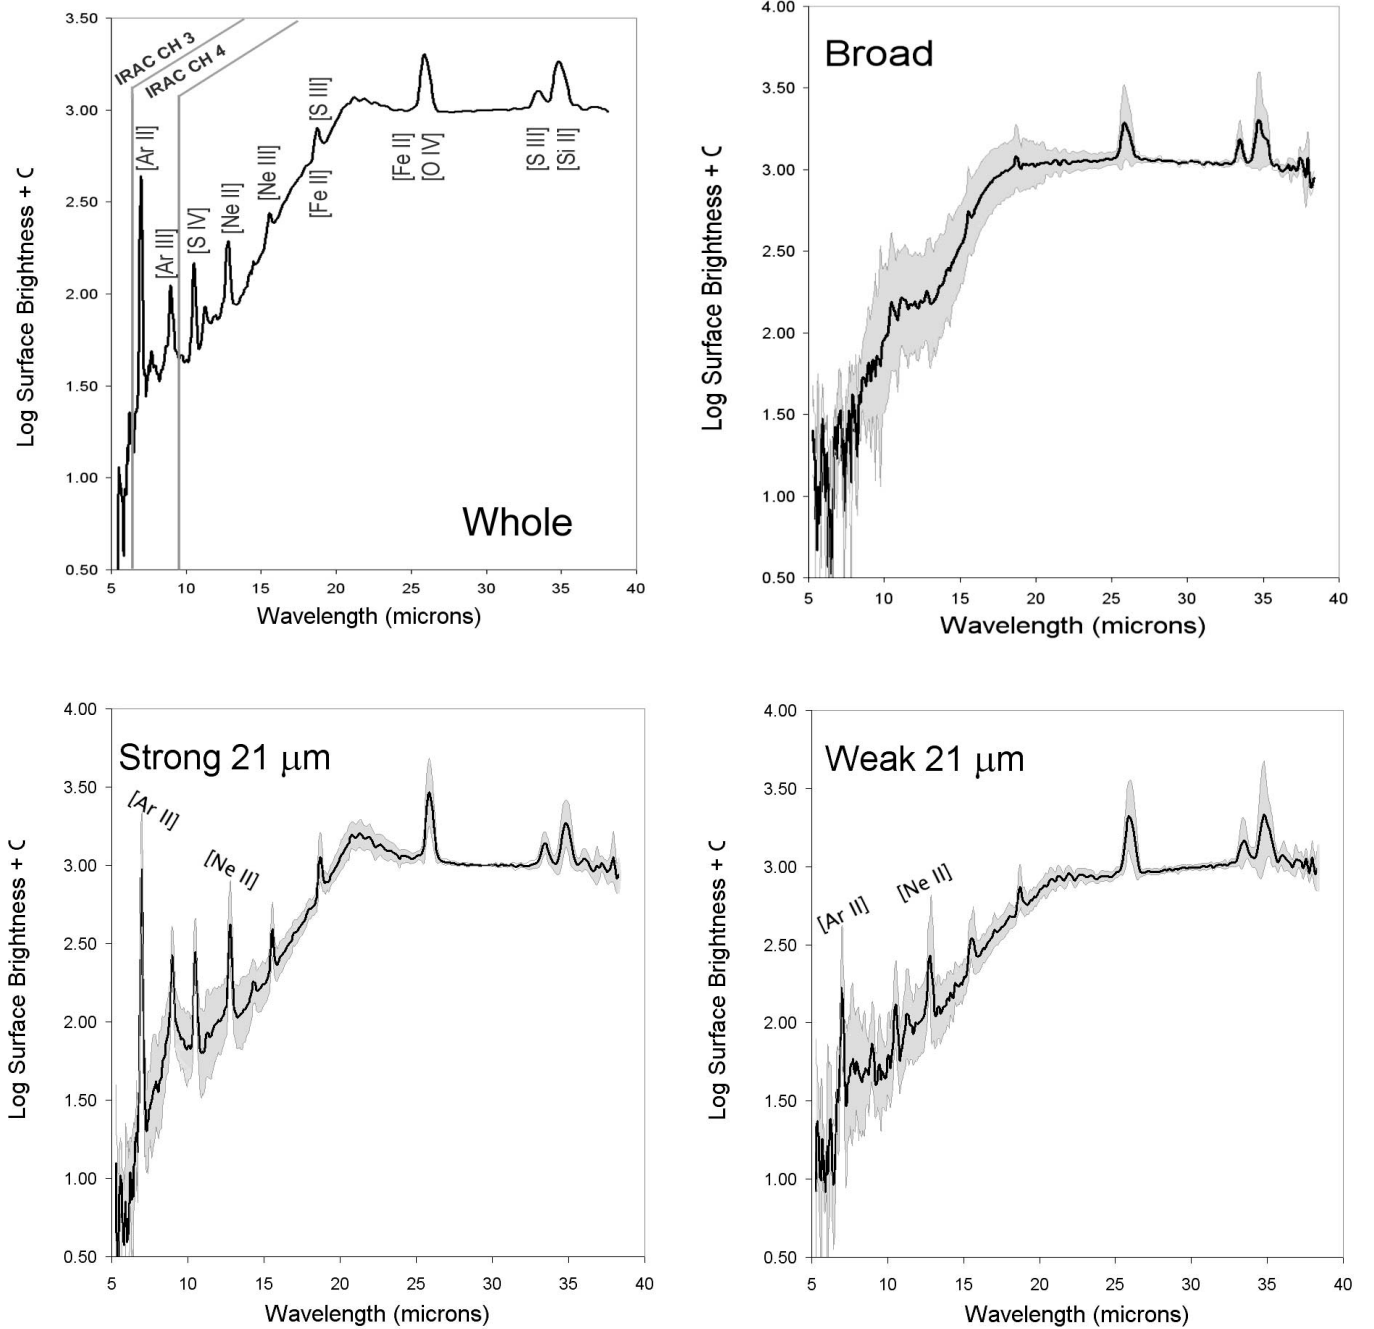 3.50
3.00
2.50
2.00
1.50
1.00
0.50
5
10
15
20
25
30
35
40
Log Surface Brightness + C
Wavelength (microns)
IRAC CH 3
IRAC CH 4
[Ar II]
[Ar III]
[S IV]
[Ne II]
[Ne III]
[S III]
[Fe II]
[Fe II]
[O IV]
[S III]
[Si II]
Whole
4.00
3.50
3.00
2.50
2.00
1.50
1.00
0.50
5
10
15
20
25
30
35
40
Log Surface Brightness + C
Wavelength (microns)
Broad
4.00
3.50
3.00
2.50
2.00
1.50
1.00
0.50
5
10
15
20
25
30
35
40
Log Surface Brightness + C
Wavelength (microns)
Strong 21 μm
[Ar II]
[Ne II]
4.00
3.50
3.00
2.50
2.00
1.50
1.00
0.50
5
10
15
20
25
30
35
40
Log Surface Brightness + C
Wavelength (microns)
Weak 21 μm
[Ar II]
[Ne II]